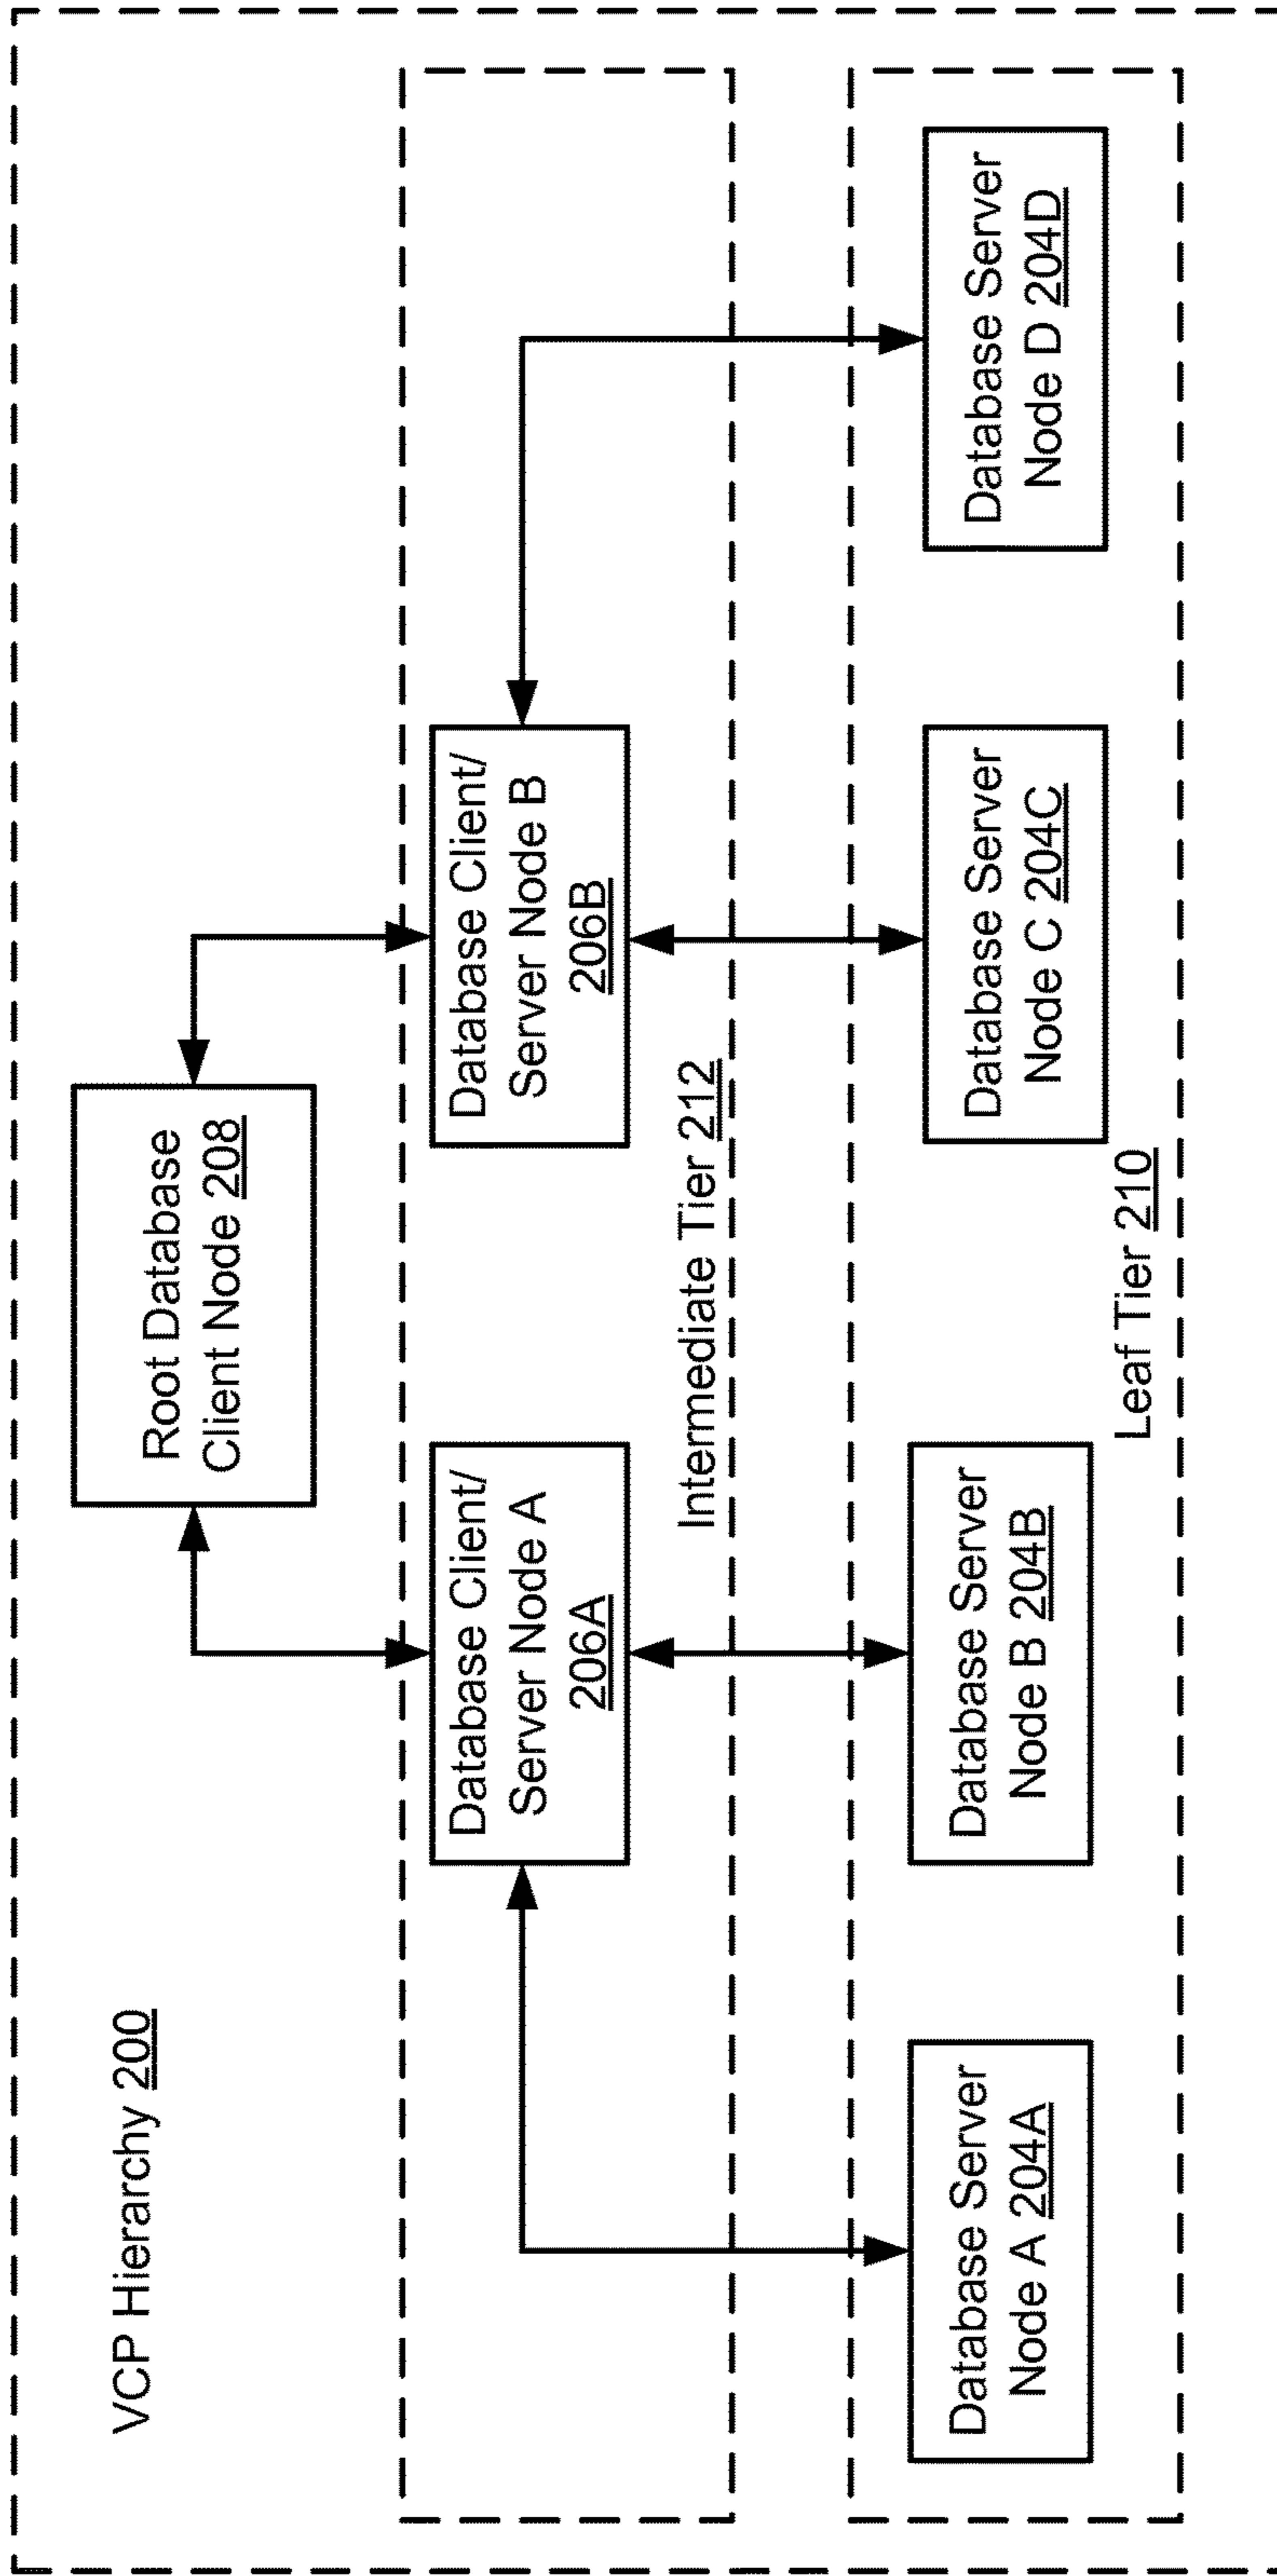 VCP Hierarchy 200
Root Database
Client Node 208
Database Client/
Server Node A
206A
Database Client/
Server Node B
206B
Intermediate Tier 212
Database Server
Node A 204A
Database Server
Node B 204B
Database Server
Node C 204C
Database Server
Node D 204D
Leaf Tier 210